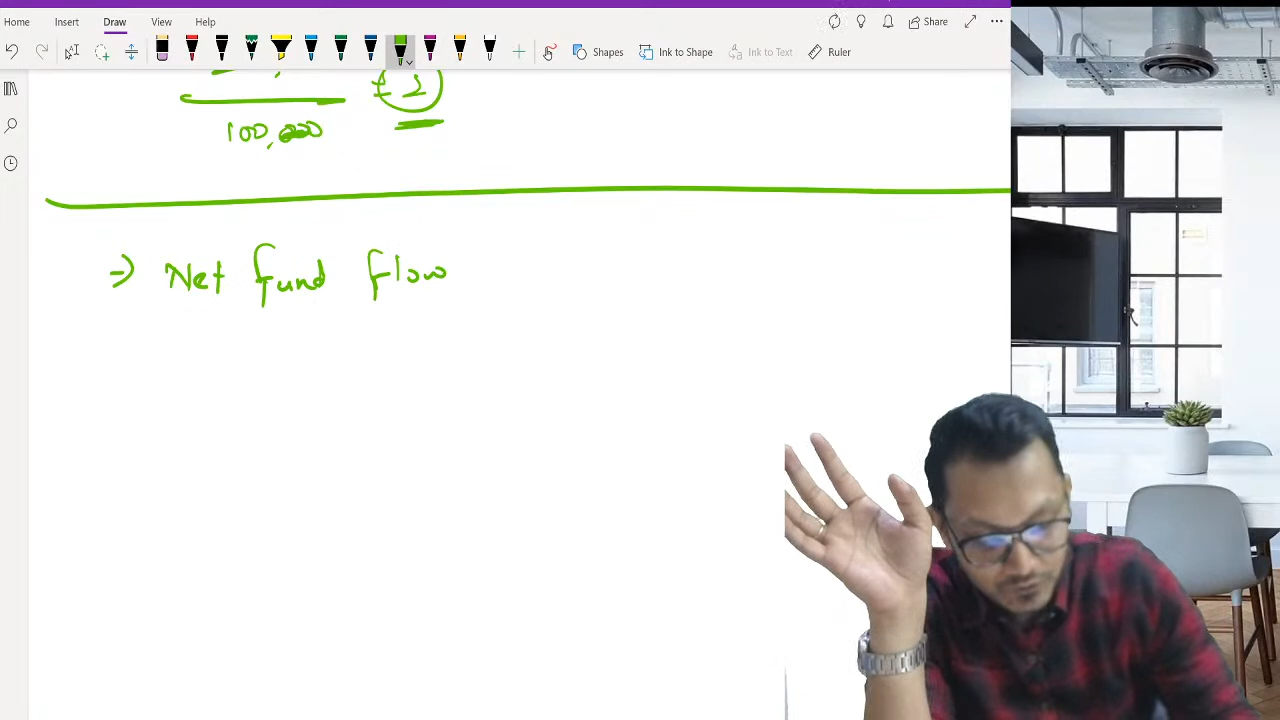 Home Insert Draw View Help Share
Shapes Ink to Shape Ink to Text Ruler
£ 2
100,000
=> Net fund flow